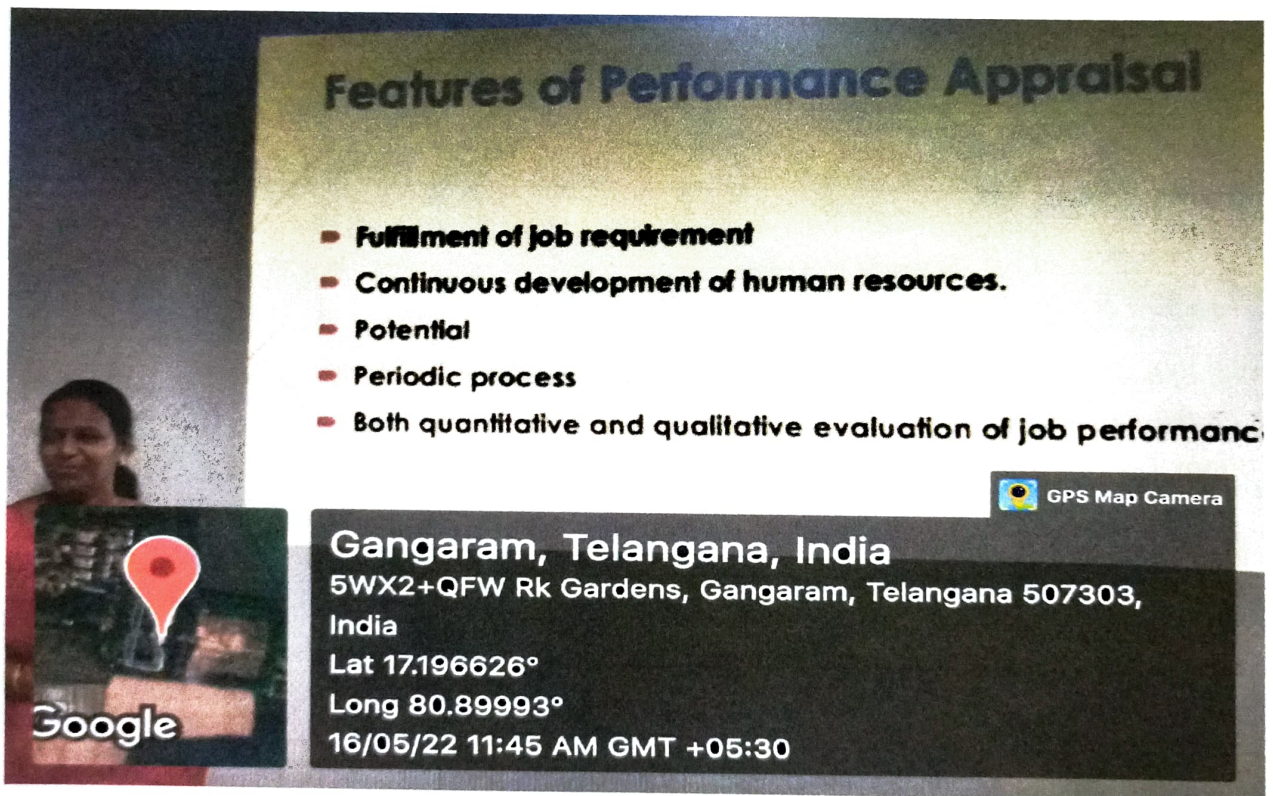 Features of Performance Appraisal
Fulfillment of job requirement
Continuous development of human resources.
Potential
Periodic process
Both quantitative and qualitative evaluation of job performanc
GPS Map Camera
Gangaram, Telangana, India
5WX2+QFW Rk Gardens, Gangaram, Telangana 507303,
India
Lat 17.196626°
Long 80.89993°
16/05/22 11:45 AM GMT +05:30
Google